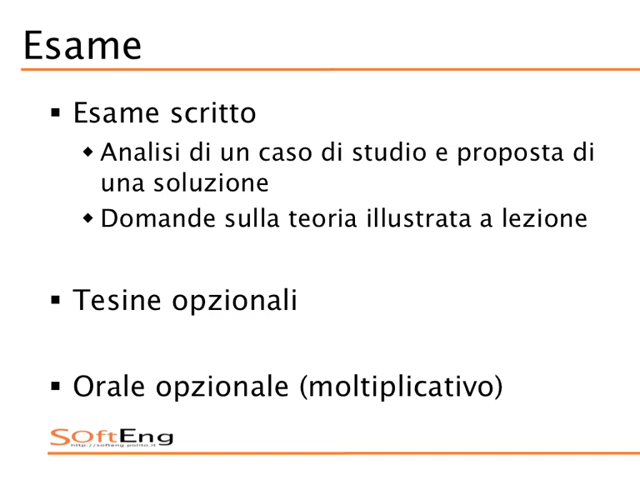 Esame
▪ Esame scritto
◆ Analisi di un caso di studio e proposta di
una soluzione
◆ Domande sulla teoria illustrata a lezione
▪ Tesine opzionali
▪ Orale opzionale (moltiplicativo)
SOftEng
http://softeng.polito.it